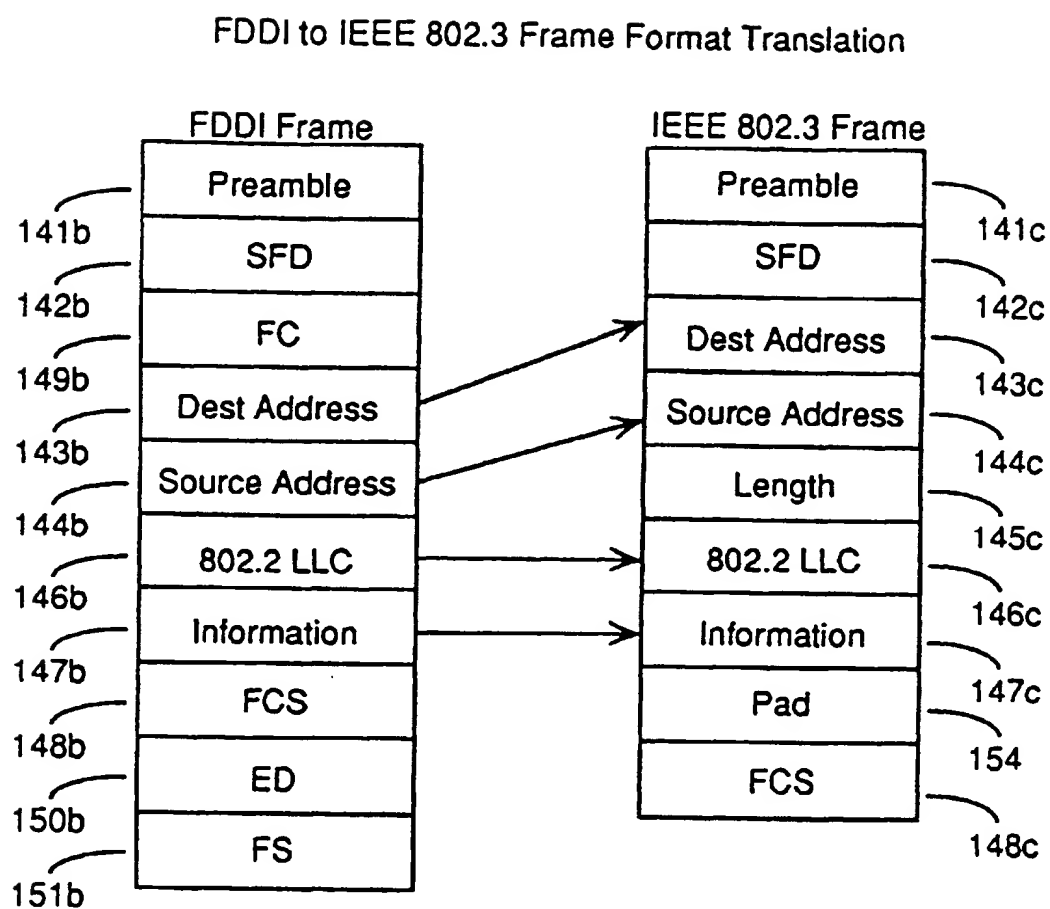 FDDI to IEEE 802.3 Frame Format Translation
FDDI Frame
Preamble
141b
SFD
142b
FC
149b
Dest Address
143b
Source Address
144b
802.2 LLC
146b
Information
147b
FCS
148b
ED
150b
FS
151b
IEEE 802.3 Frame
Preamble
141c
SFD
142c
Dest Address
143c
Source Address
144c
Length
145c
802.2 LLC
146c
Information
147c
Pad
154
FCS
148c